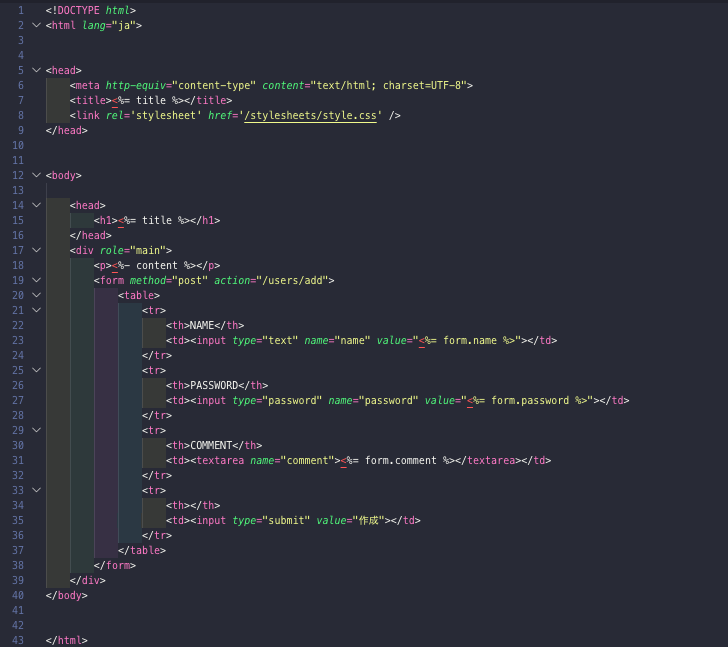 1 <!DOCTYPE html>
2 <html lang="ja">
3
4
5 <head>
6 <meta http-equiv="content-type" content="text/html; charset=UTF-8">
7 <title><%= title %></title>
8 <link rel='stylesheet' href='/stylesheets/style.css' />
9 </head>
10
11
12 <body>
13
14 <head>
15 <h1><%= title %></h1>
16 </head>
17 <div role="main">
18 <p><%- content %></p>
19 <form method="post" action="/users/add">
20 <table>
21 <tr>
22 <th>NAME</th>
23 <td><input type="text" name="name" value="<%= form.name %>"></td>
24 </tr>
25 <tr>
26 <th>PASSWORD</th>
27 <td><input type="password" name="password" value="<%= form.password %>"></td>
28 </tr>
29 <tr>
30 <th>COMMENT</th>
31 <td><textarea name="comment"><%= form.comment %></textarea></td>
32 </tr>
33 <tr>
34 <th></th>
35 <td><input type="submit" value="作成"></td>
36 </tr>
37 </table>
38 </form>
39 </div>
40 </body>
41
42
43 </html>